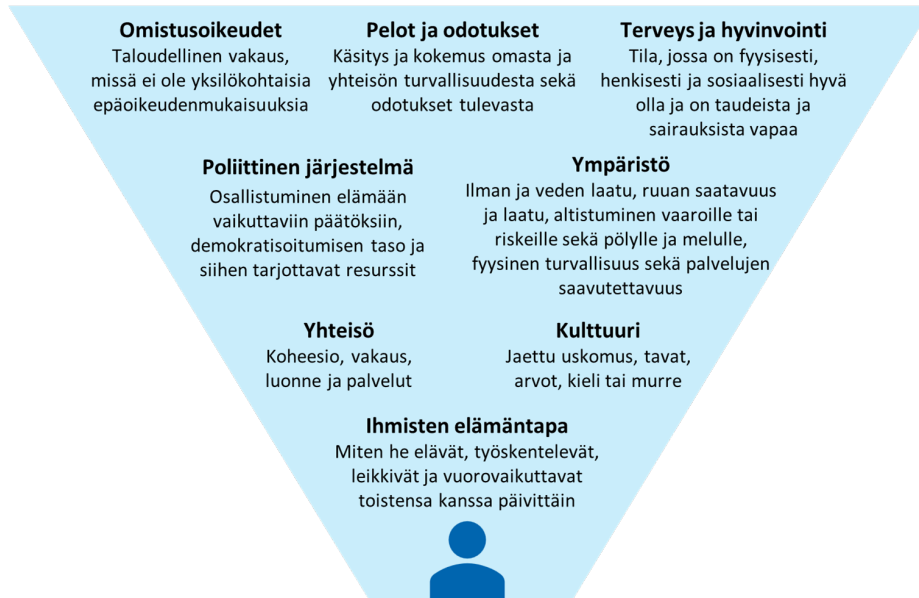 Omistusoikeudet
Taloudellinen vakaus,
missä ei ole yksilökohtaisia
epäoikeudenmukaisuuksia
Pelot ja odotukset
Käsitys ja kokemus omasta ja
yhteisön turvallisuudesta sekä
odotukset tulevasta
Terveys ja hyvinvointi
Tila, jossa on fyysisesti,
henkisesti ja sosiaalisesti hyvä
olla ja on taudeista ja
sairauksista vapaa
Poliittinen järjestelmä
Osallistuminen elämään
vaikuttaviin päätöksiin,
demokratisoitumisen taso ja
siihen tarjottavat resurssit
Ympäristö
Ilman ja veden laatu, ruuan saatavuus
ja laatu, altistuminen vaaroille tai
riskeille sekä pölylle ja melulle,
fyysinen turvallisuus sekä palvelujen
saavutettavuus
Yhteisö
Koheesio, vakaus,
luonne ja palvelut
Kulttuuri
Jaettu uskomus, tavat,
arvot, kieli tai murre
Ihmisten elämäntapa
Miten he elävät, työskentelevät,
leikkivät ja vuorovaikuttavat
toistensa kanssa päivittäin